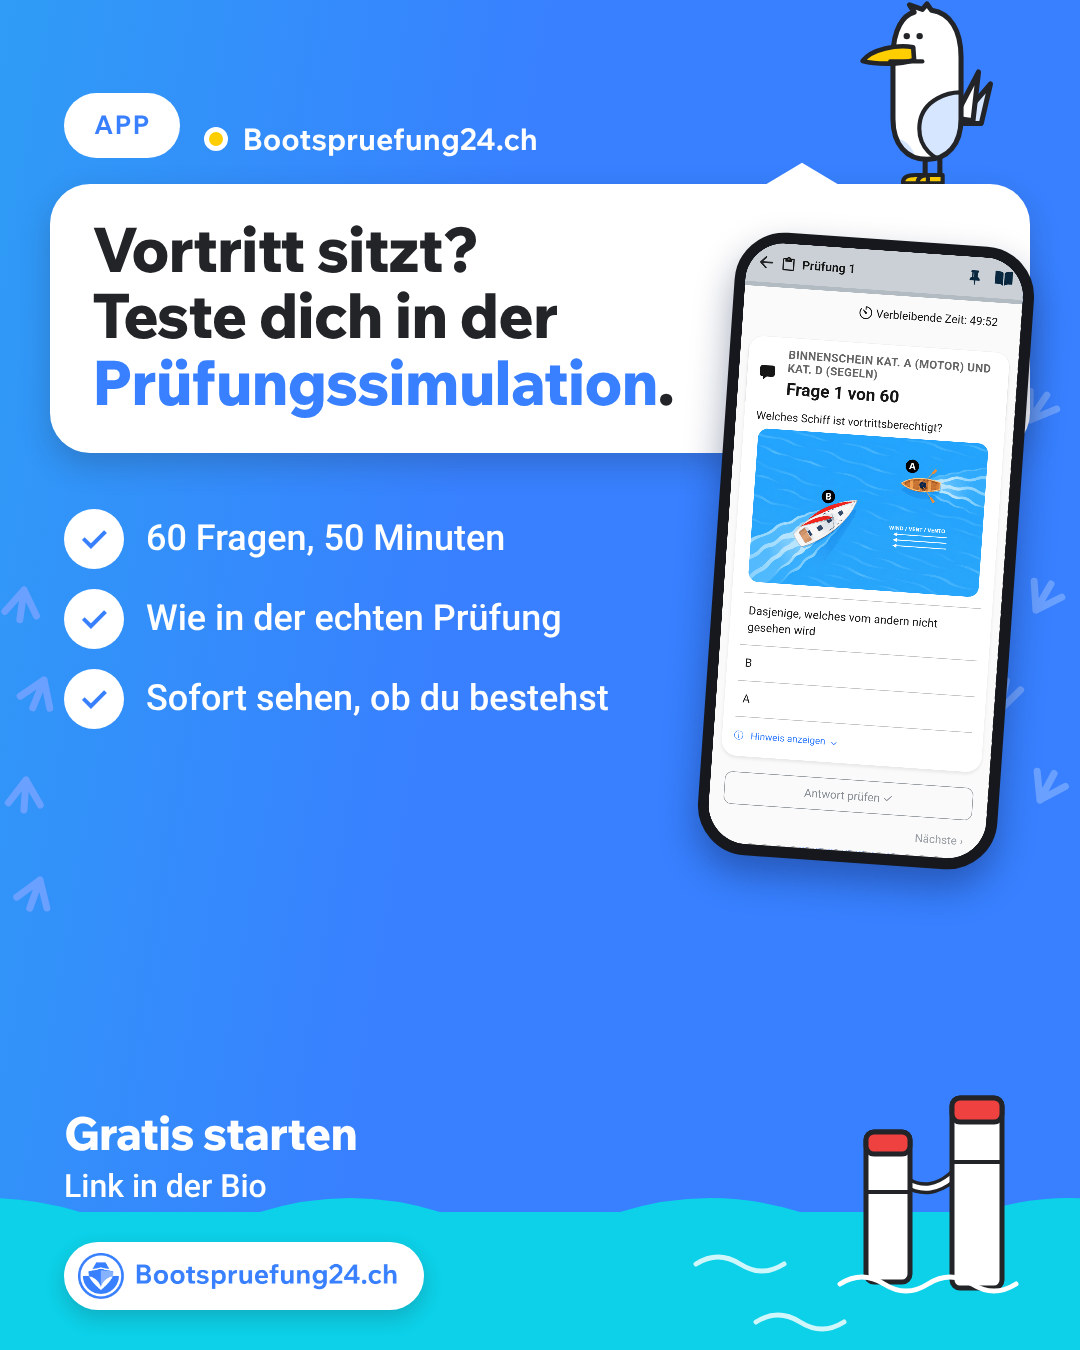 APP
Bootspruefung24.ch
Vortritt sitzt?
Teste dich in der
Prüfungssimulation.
60 Fragen, 50 Minuten
Wie in der echten Prüfung
Sofort sehen, ob du bestehst
Prüfung 1
Verbleibende Zeit: 49:52
BINNENSCHEIN KAT. A (MOTOR) UND
KAT. D (SEGELN)
Frage 1 von 60
Welches Schiff ist vortrittsberechtigt?
A
B
WIND / VENT / VENTO
Dasjenige, welches vom andern nicht
gesehen wird
B
A
Hinweis anzeigen
Antwort prüfen
Nächste ›
Gratis starten
Link in der Bio
Bootspruefung24.ch